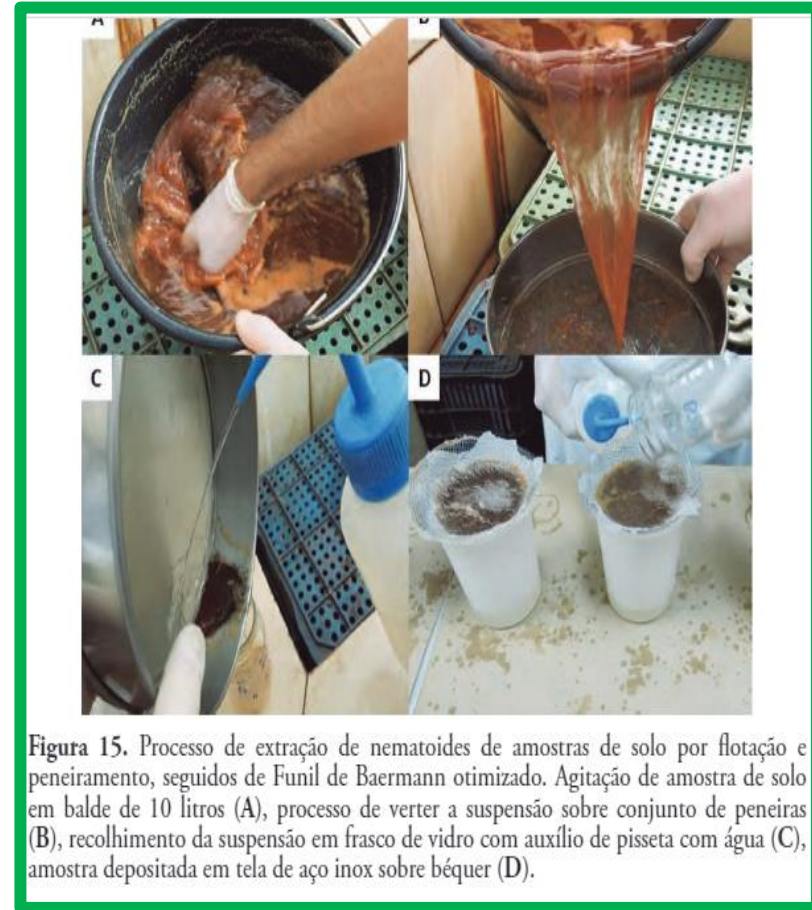 A
B
C
D
Figura 15. Processo de extração de nematoides de amostras de solo por flotação e
peneiramento, seguidos de Funil de Baermann otimizado. Agitação de amostra de solo
em balde de 10 litros (A), processo de verter a suspensão sobre conjunto de peneiras
(B), recolhimento da suspensão em frasco de vidro com auxílio de pisseta com água (C),
amostra depositada em tela de aço inox sobre béquer (D).